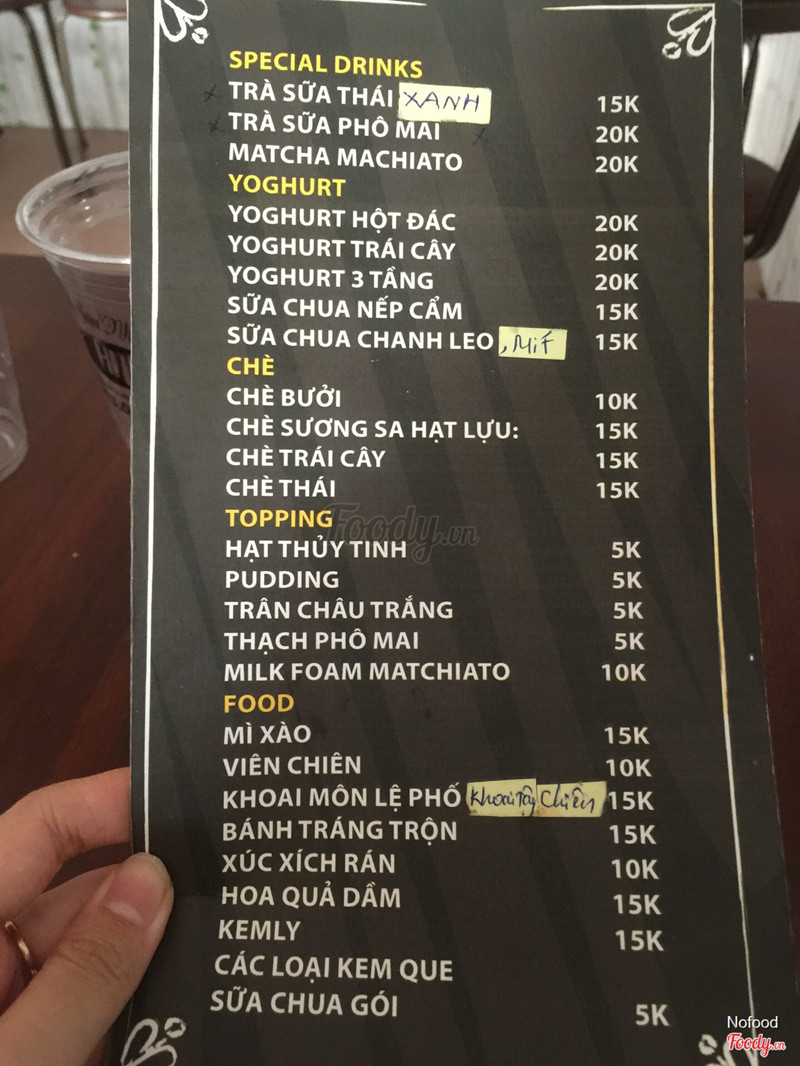 SPECIAL DRINKS
TRÀ SỮA THÁI XANH 15K
TRÀ SỮA PHÔ MAI 20K
MATCHA MACHIATO 20K
YOGHURT
YOGHURT HỘT ĐÁC 20K
YOGHURT TRÁI CÂY 20K
YOGHURT 3 TẦNG 20K
SỮA CHUA NẾP CẨM 15K
SỮA CHUA CHANH LEO , MIF 15K
CHÈ
CHÈ BƯỞI 10K
CHÈ SƯƠNG SA HẠT LỰU: 15K
CHÈ TRÁI CÂY 15K
CHÈ THÁI 15K
TOPPING
HẠT THỦY TINH 5K
PUDDING 5K
TRÂN CHÂU TRẮNG 5K
THẠCH PHÔ MAI 5K
MILK FOAM MATCHIATO 10K
FOOD
MÌ XÀO 15K
VIÊN CHIÊN 10K
KHOAI MÔN LỆ PHỐ Khoai Tây Chiên 15K
BÁNH TRÁNG TRỘN 15K
XÚC XÍCH RÁN 10K
HOA QUẢ DẦM 15K
KEMLY 15K
CÁC LOẠI KEM QUE
SỮA CHUA GÓI 5K
Foody.vn
Nofood
Foody.vn